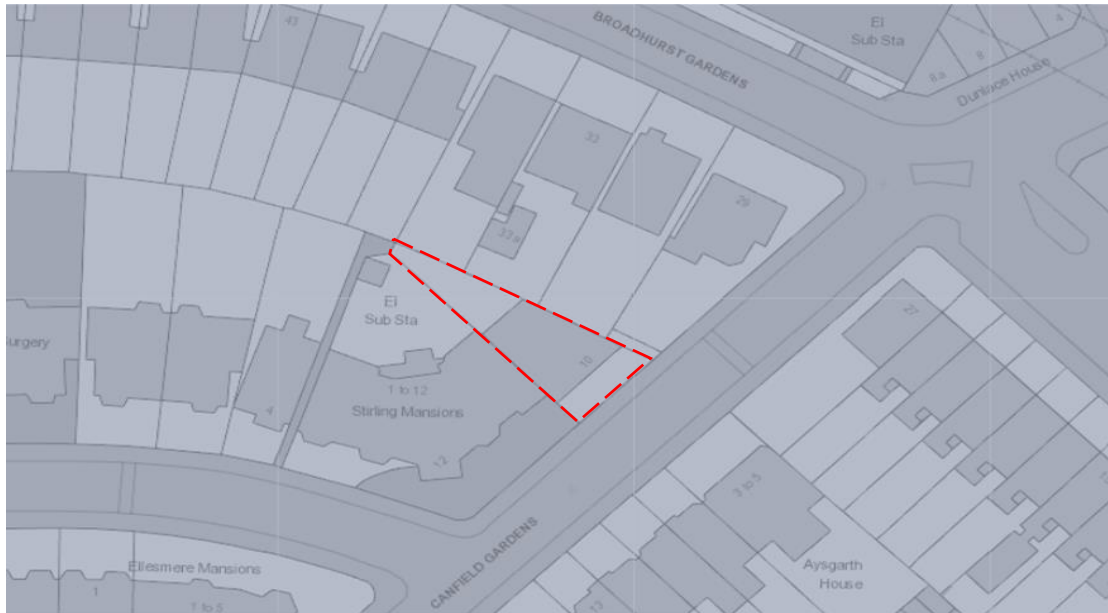 43
BROADHURST GARDENS
El
Sub Sta
4
8
8a
Dunlace House
33
29
33a
El
Sub Sta
27
urgery
10
1 to 12
Stirling Mansions
4
12
3 to 5
CANFIELD GARDENS
Ellesmere Mansions
1
1 to 5
Aysgarth
House
13